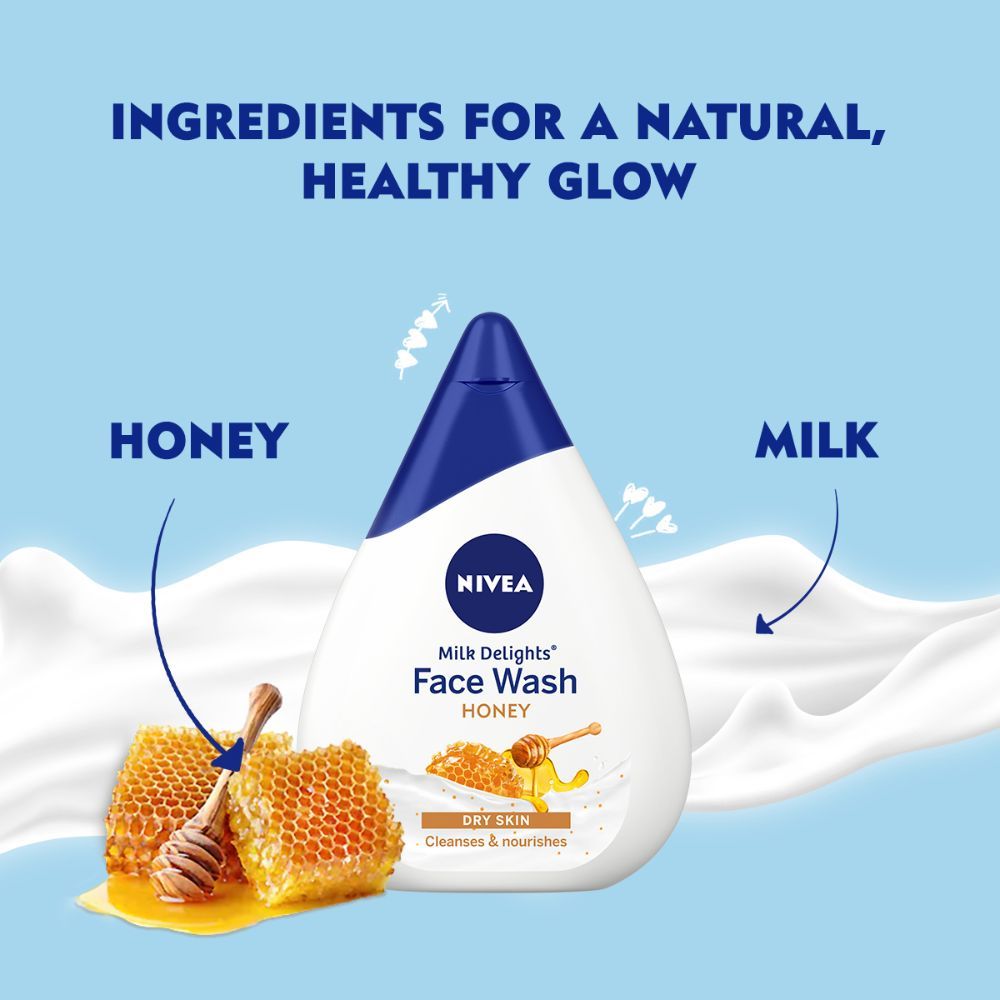 INGREDIENTS FOR A NATURAL,
HEALTHY GLOW
HONEY
MILK
NIVEA
Milk Delights®
Face Wash
HONEY
DRY SKIN
Cleanses & nourishes